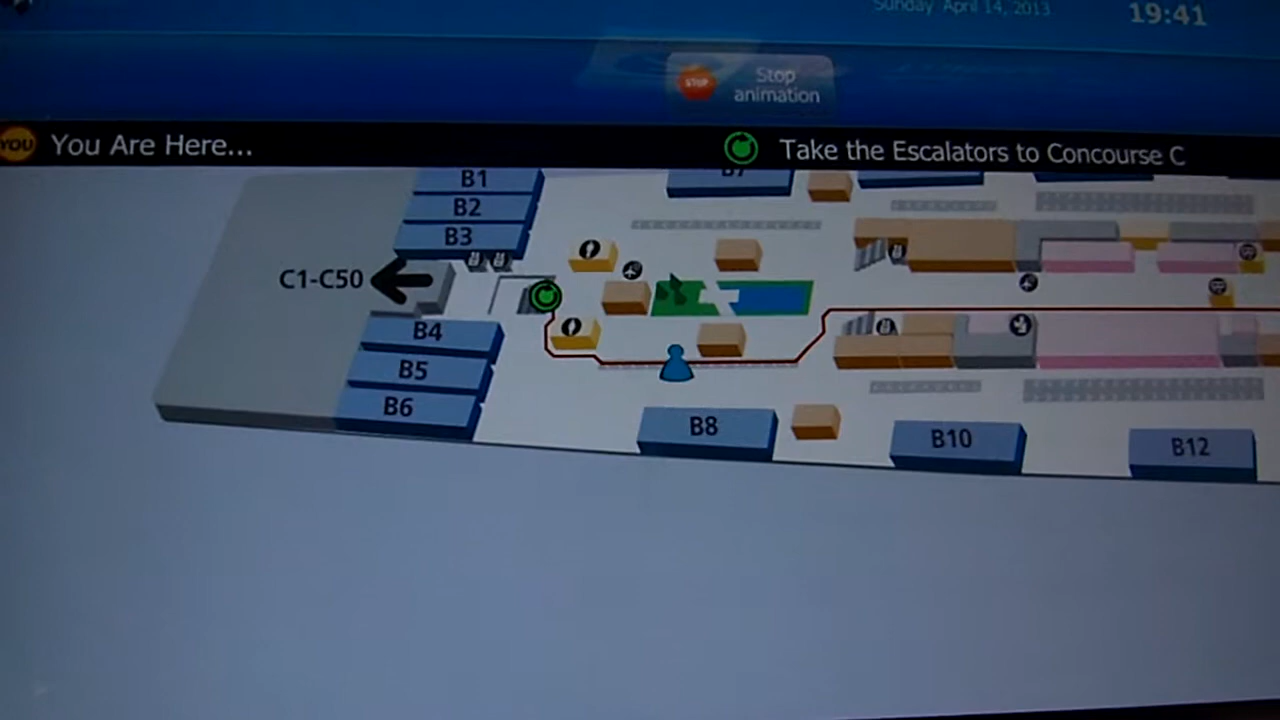 Sunday April 14, 2013
19:41
STOP
Stop
animation
YOU
You Are Here...
Take the Escalators to Concourse C
B1
B7
B2
B3
C1-C50
B4
B5
B6
B8
B10
B12